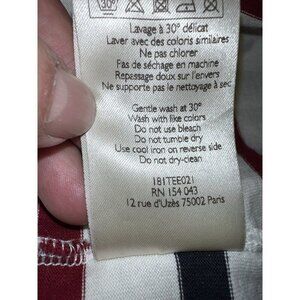 30°
Lavage à 30° délicat
Laver avec des coloris similaires
Ne pas chlorer
Pas de séchage en machine
Repassage doux sur l'envers
Ne supporte pas le nettoyage à sec
Gentle wash at 30°
Wash with like colors
Do not use bleach
Do not tumble dry
Use cool iron on reverse side
Do not dry-clean
181TEE021
RN 154 043
12 rue d'Uzès 75002 Paris